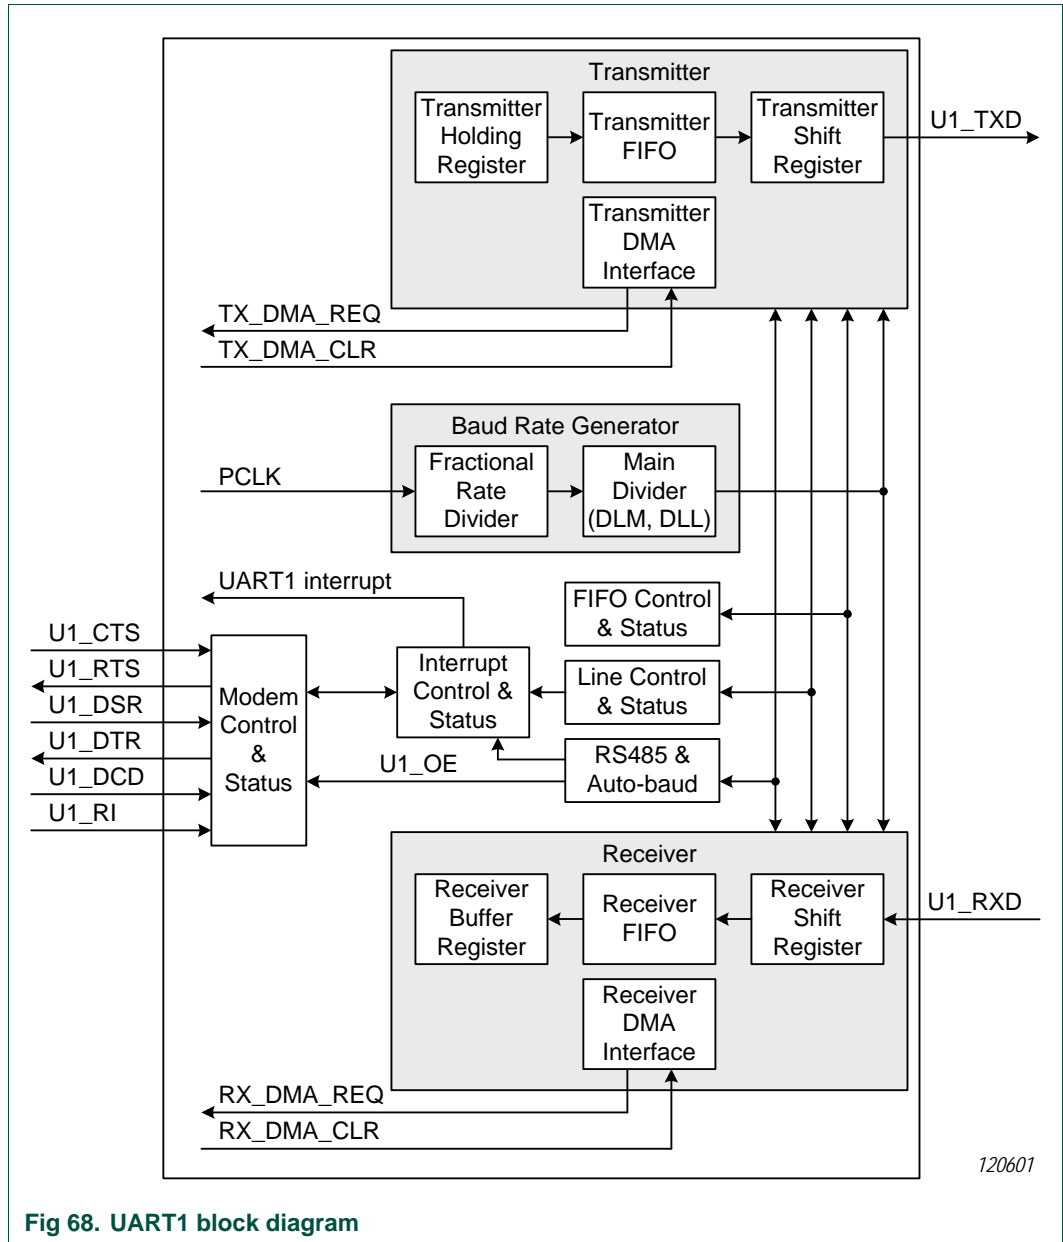 Transmitter
Transmitter
Holding
Register
Transmitter
FIFO
Transmitter
Shift
Register
U1_TXD
Transmitter
DMA
Interface
TX_DMA_REQ
TX_DMA_CLR
Baud Rate Generator
PCLK
Fractional
Rate
Divider
Main
Divider
(DLM, DLL)
UART1 interrupt
FIFO Control
& Status
U1_CTS
U1_RTS
U1_DSR
U1_DTR
U1_DCD
U1_RI
Modem
Control
&
Status
Interrupt
Control &
Status
Line Control
& Status
U1_OE
RS485 &
Auto-baud
Receiver
Receiver
Buffer
Register
Receiver
FIFO
Receiver
Shift
Register
U1_RXD
Receiver
DMA
Interface
RX_DMA_REQ
RX_DMA_CLR
120601
Fig 68. UART1 block diagram